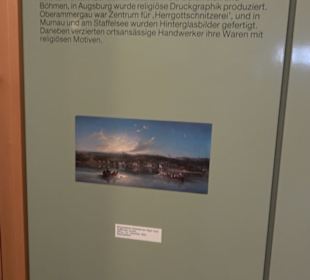 Böhmen, in Augsburg wurde religiöse Druckgraphik produziert.
Oberammergau war Zentrum für ‚Herrgottschnitzerei', und in
Murnau am Staffelsee wurden Hinterglasbilder gefertigt.
Daneben verzierten ortsansässige Handwerker ihre Waren mit
religiösen Motiven.